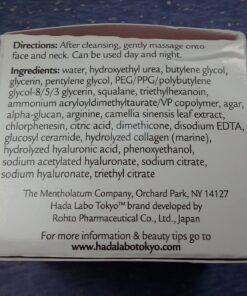 Directions: After cleansing, gently massage onto
face and neck. Can be used day and night.
Ingredients: water, hydroxyethyl urea, butylene glycol,
glycerin, pentylene glycol, PEG/PPG/polybutylene
glycol-8/5/3 glycerin, squalane, triethylhexanoin,
ammonium acryloyldimethyltaurate/VP copolymer, agar,
alpha-glucan, arginine, camellia sinensis leaf extract,
chlorphenesin, citric acid, dimethicone, disodium EDTA,
glucosyl ceramide, hydrolyzed collagen (marine),
hydrolyzed hyaluronic acid, phenoxyethanol,
sodium acetylated hyaluronate, sodium citrate,
sodium hyaluronate, triethyl citrate
The Mentholatum Company, Orchard Park, NY 14127
Hada Labo Tokyo™ brand developed by
Rohto Pharmaceutical Co., Ltd., Japan
For more information & beauty tips go to
www.hadalabotokyo.com